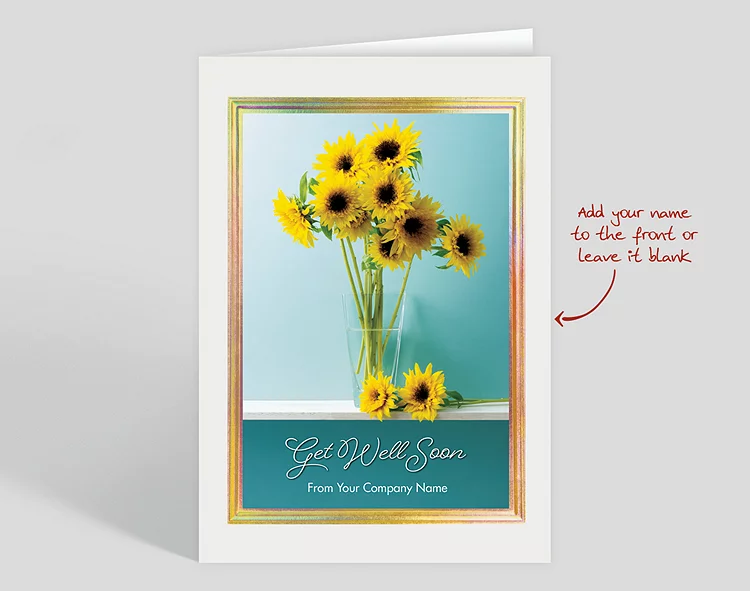 Add your name
to the front or
leave it blank
Get Well Soon
From Your Company Name